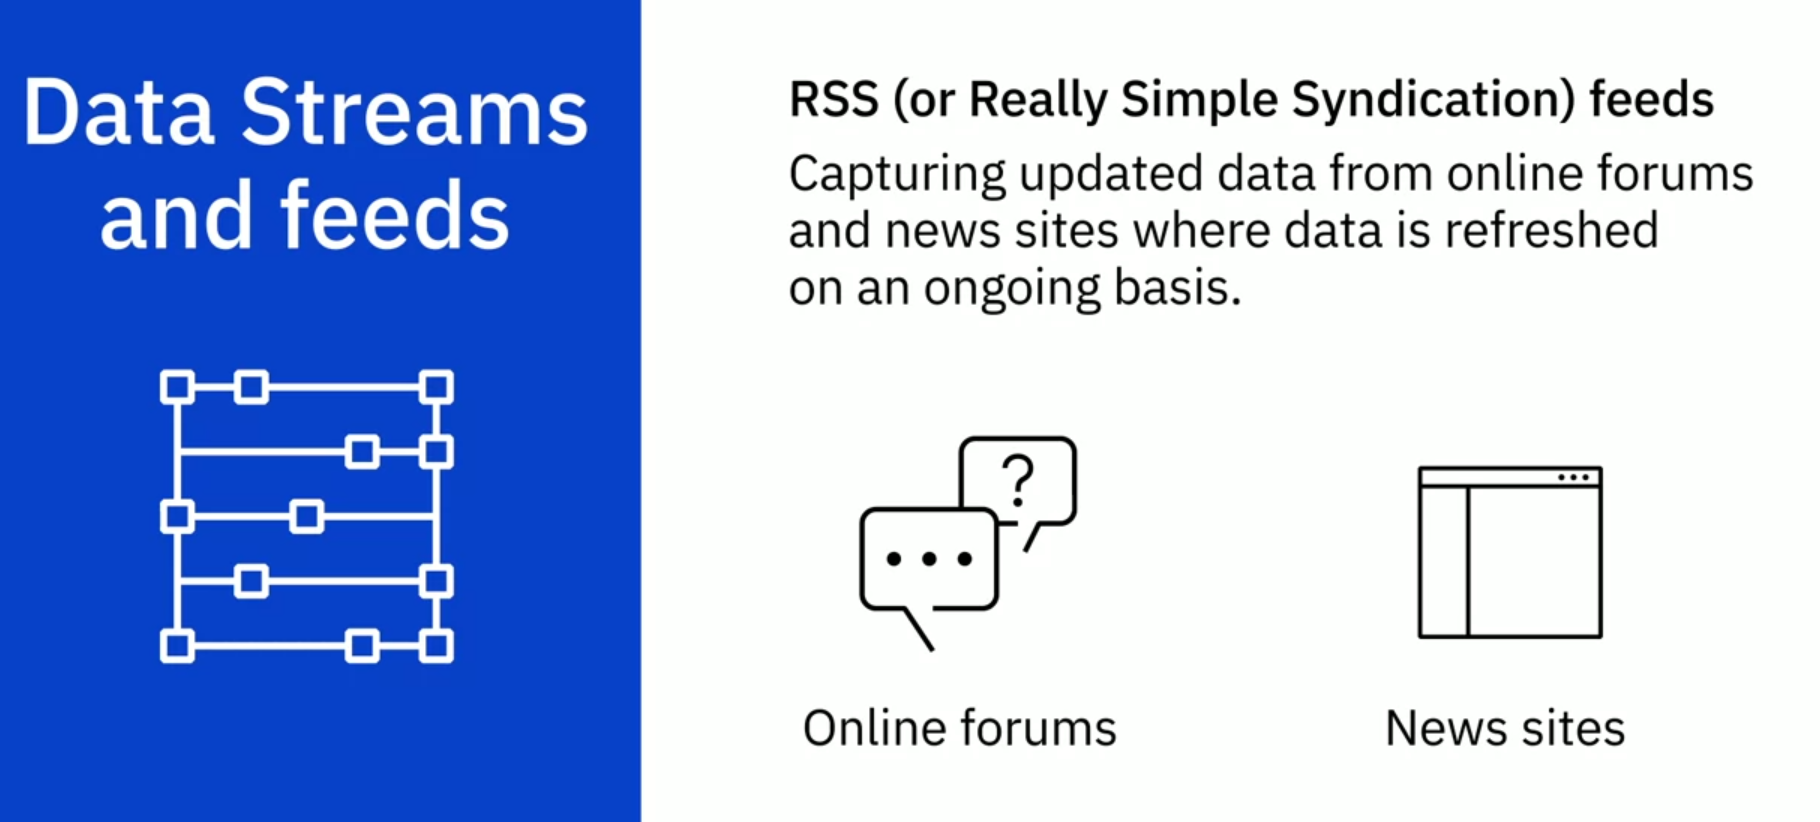 Data Streams
and feeds
RSS (or Really Simple Syndication) feeds
Capturing updated data from online forums
and news sites where data is refreshed
on an ongoing basis.
?
Online forums
News sites